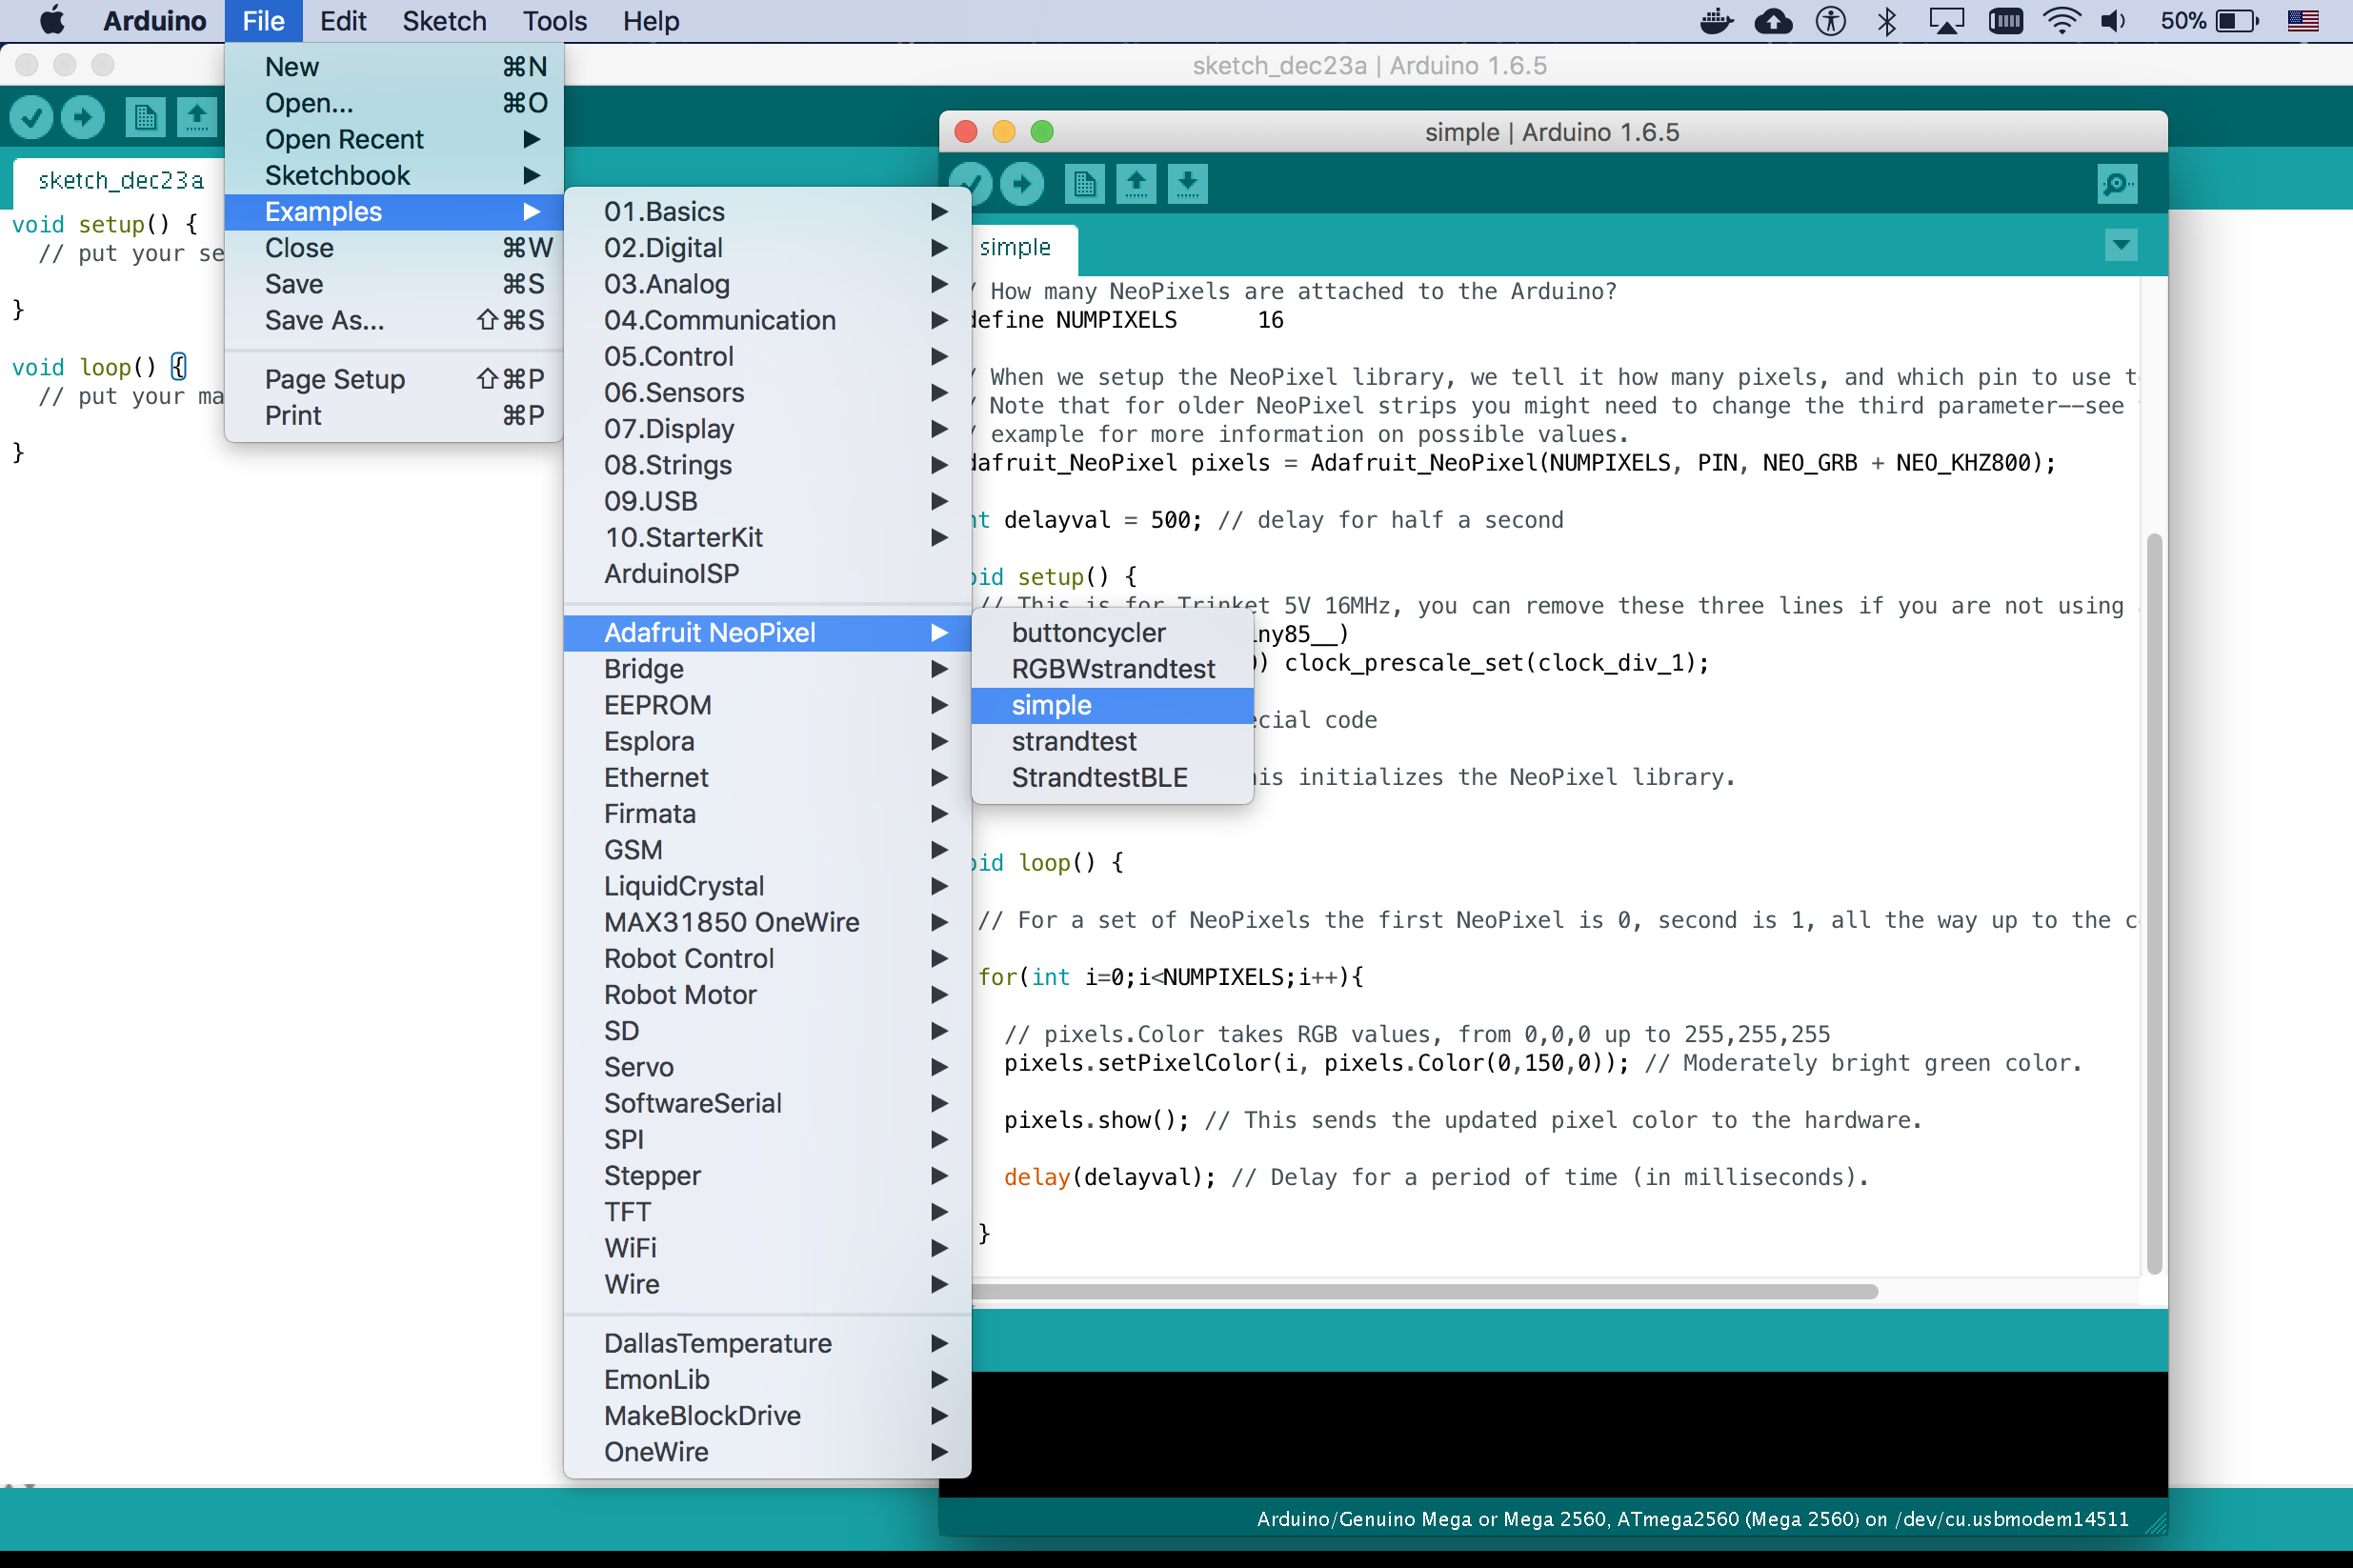 Arduino File Edit Sketch Tools Help 50%
sketch_dec23a | Arduino 1.6.5
New ⌘N
Open... ⌘O
Open Recent
Sketchbook
Examples
Close ⌘W
Save ⌘S
Save As... ⇧⌘S
Page Setup ⇧⌘P
Print ⌘P
sketch_dec23a
void setup() {
// put your se
}
void loop() {
// put your ma
}
01.Basics
02.Digital
03.Analog
04.Communication
05.Control
06.Sensors
07.Display
08.Strings
09.USB
10.StarterKit
ArduinoISP
Adafruit NeoPixel
Bridge
EEPROM
Esplora
Ethernet
Firmata
GSM
LiquidCrystal
MAX31850 OneWire
Robot Control
Robot Motor
SD
Servo
SoftwareSerial
SPI
Stepper
TFT
WiFi
Wire
DallasTemperature
EmonLib
MakeBlockDrive
OneWire
buttoncycler
RGBWstrandtest
simple
strandtest
StrandtestBLE
simple | Arduino 1.6.5
simple
/ How many NeoPixels are attached to the Arduino?
define NUMPIXELS 16
/ When we setup the NeoPixel library, we tell it how many pixels, and which pin to use t
/ Note that for older NeoPixel strips you might need to change the third parameter--see
/ example for more information on possible values.
dafruit_NeoPixel pixels = Adafruit_NeoPixel(NUMPIXELS, PIN, NEO_GRB + NEO_KHZ800);
nt delayval = 500; // delay for half a second
oid setup() {
// This is for Trinket 5V 16MHz, you can remove these three lines if you are not using
ny85__)
) clock_prescale_set(clock_div_1);
cial code
his initializes the NeoPixel library.
oid loop() {
// For a set of NeoPixels the first NeoPixel is 0, second is 1, all the way up to the c
for(int i=0;i<NUMPIXELS;i++){
// pixels.Color takes RGB values, from 0,0,0 up to 255,255,255
pixels.setPixelColor(i, pixels.Color(0,150,0)); // Moderately bright green color.
pixels.show(); // This sends the updated pixel color to the hardware.
delay(delayval); // Delay for a period of time (in milliseconds).
}
Arduino/Genuino Mega or Mega 2560, ATmega2560 (Mega 2560) on /dev/cu.usbmodem14511